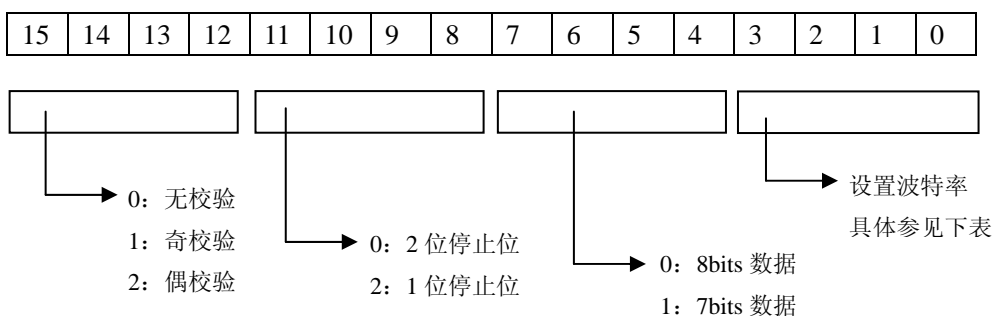 15 14 13 12 11 10 9 8 7 6 5 4 3 2 1 0
0：无校验
1：奇校验
2：偶校验
0：2 位停止位
2：1 位停止位
0：8bits 数据
1：7bits 数据
设置波特率
具体参见下表